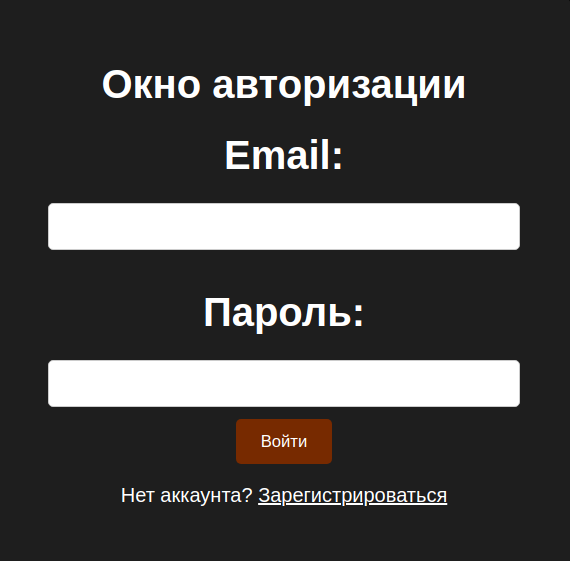 Окно авторизации
Email:
Пароль:
Войти
Нет аккаунта? Зарегистрироваться